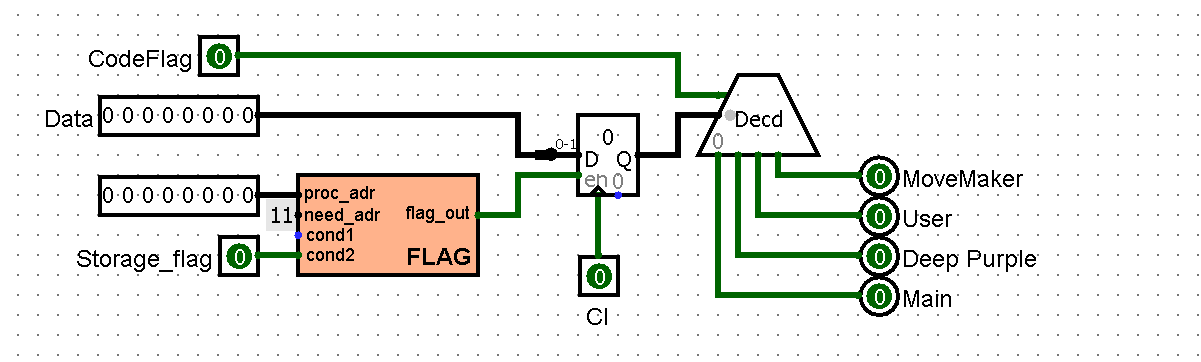 CodeFlag 0
Data 0 0 0 0 0 0 0 0
0-1
0
D Q
en 0
Decd
0
0 0 0 0 0 0 0 0
proc_adr
11 need_adr flag_out
cond1
Storage_flag 0 cond2 FLAG
0
Cl
0 MoveMaker
0 User
0 Deep Purple
0 Main